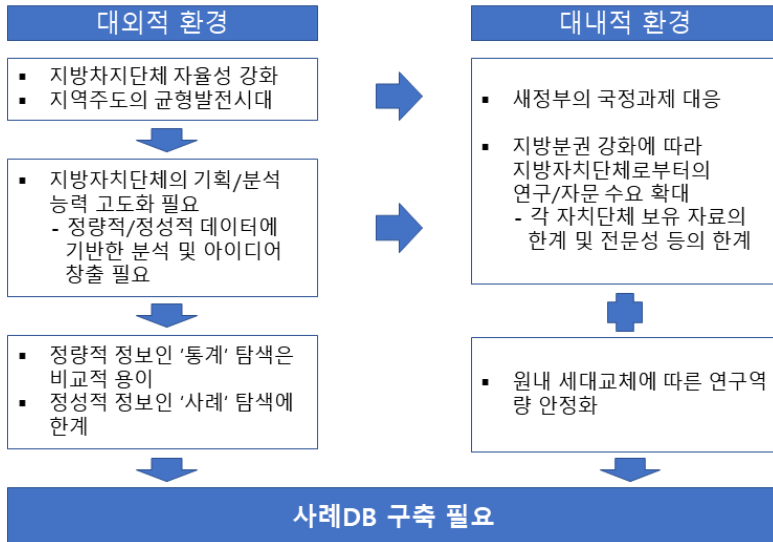 대외적 환경
▪ 지방차지단체 자율성 강화
▪ 지역주도의 균형발전시대
▪ 지방자치단체의 기획/분석
능력 고도화 필요
- 정량적/정성적 데이터에
기반한 분석 및 아이디어
창출 필요
▪ 정량적 정보인 '통계' 탐색은
비교적 용이
▪ 정성적 정보인 '사례' 탐색에
한계
대내적 환경
▪ 새정부의 국정과제 대응
▪ 지방분권 강화에 따라
지방자치단체로부터의
연구/자문 수요 확대
- 각 자치단체 보유 자료의
한계 및 전문성 등의 한계
▪ 원내 세대교체에 따른 연구역
량 안정화
사례DB 구축 필요